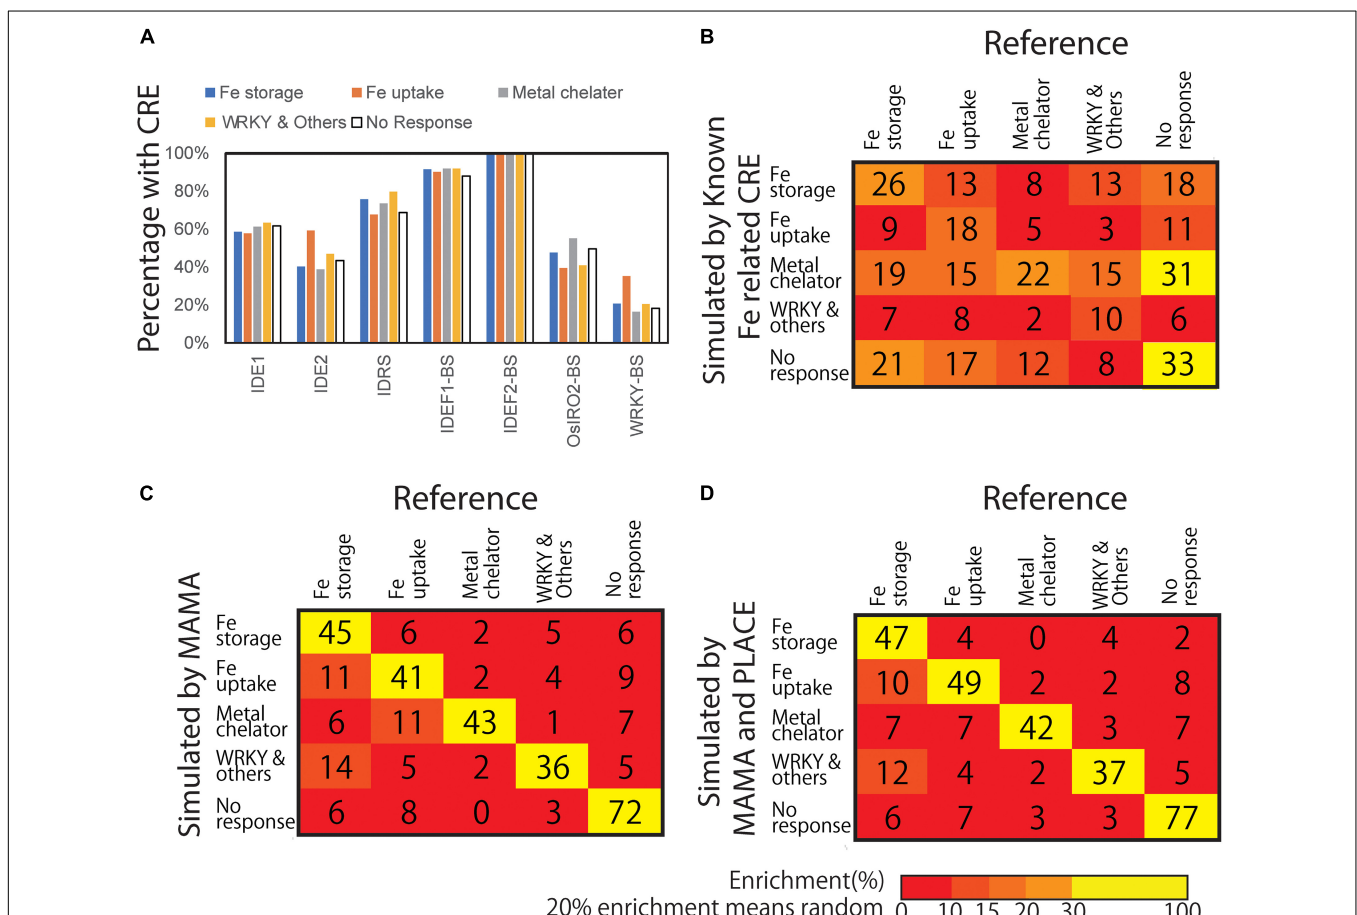 A
Percentage with CRE
Fe storage
Fe uptake
Metal chelater
WRKY & Others
No Response
100%
80%
60%
40%
20%
0%
IDE1
IDE2
IDRS
IDEF1-BS
IDEF2-BS
OsIRO2-BS
WRKY-BS
B
Reference
Simulated by Known
Fe related CRE
Fe
storage
Fe
uptake
Metal
chelator
WRKY &
Others
No
response
Fe
storage
26 13 8 13 18
Fe
uptake
9 18 5 3 11
Metal
chelator
19 15 22 15 31
WRKY &
others
7 8 2 10 6
No
response
21 17 12 8 33
C
Reference
Simulated by MAMA
Fe
storage
Fe
uptake
Metal
chelator
WRKY &
Others
No
response
Fe
storage
45 6 2 5 6
Fe
uptake
11 41 2 4 9
Metal
chelator
6 11 43 1 7
WRKY &
others
14 5 2 36 5
No
response
6 8 0 3 72
D
Reference
Simulated by
MAMA and PLACE
Fe
storage
Fe
uptake
Metal
chelator
WRKY &
Others
No
response
Fe
storage
47 4 0 4 2
Fe
uptake
10 49 2 2 8
Metal
chelator
7 7 42 3 7
WRKY &
others
12 4 2 37 5
No
response
6 7 3 3 77
Enrichment(%)
20% enrichment means random
0 10 15 20 30 100